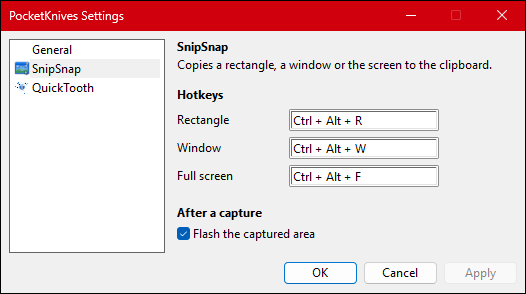 PocketKnives Settings
General
SnipSnap
QuickTooth
SnipSnap
Copies a rectangle, a window or the screen to the clipboard.
Hotkeys
Rectangle Ctrl + Alt + R
Window Ctrl + Alt + W
Full screen Ctrl + Alt + F
After a capture
Flash the captured area
OK Cancel Apply